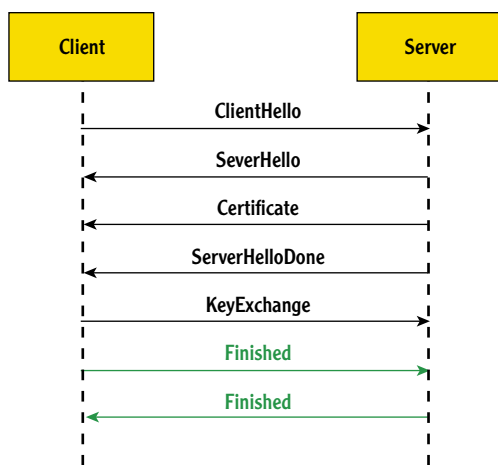 Client
Server
ClientHello
SeverHello
Certificate
ServerHelloDone
KeyExchange
Finished
Finished